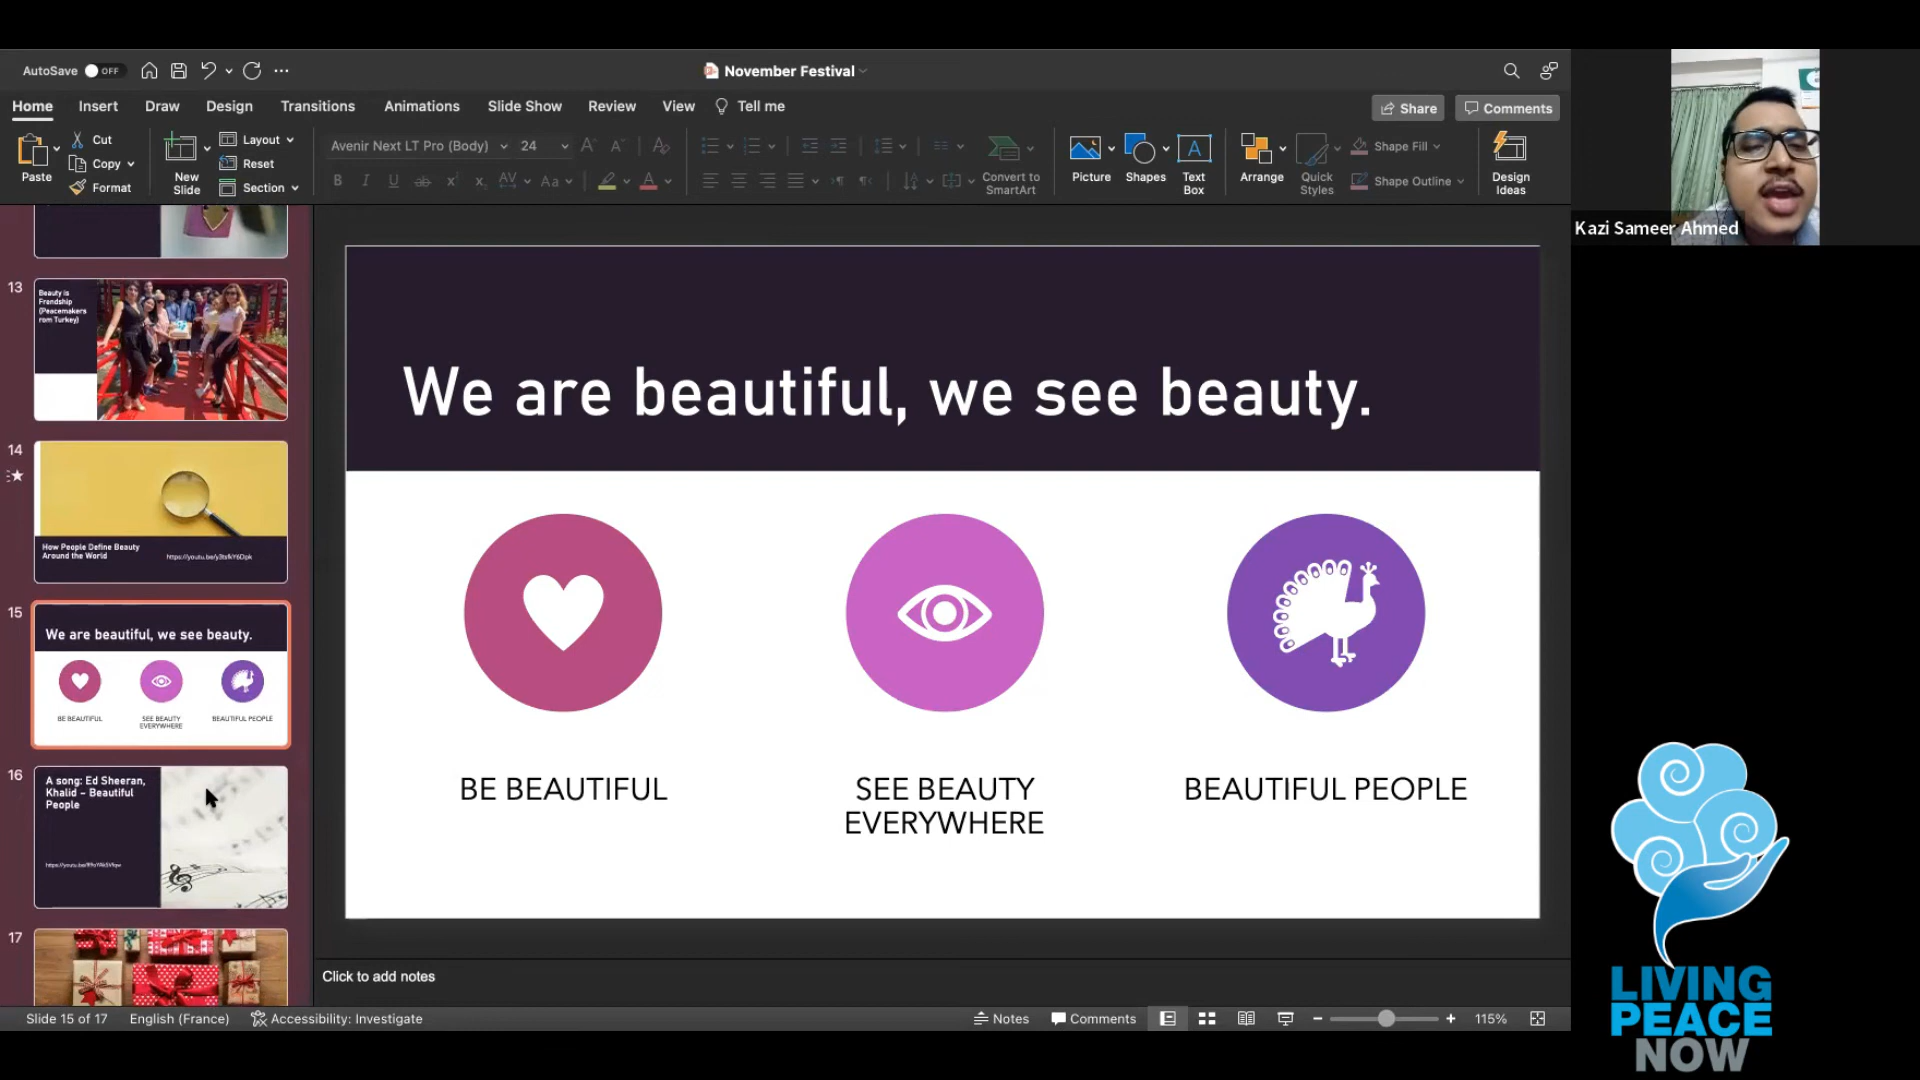 AutoSave OFF
November Festival
Home Insert Draw Design Transitions Animations Slide Show Review View Tell me
Share Comments
Paste
Cut
Copy
Format
New
Slide
Layout
Reset
Section
Avenir Next LT Pro (Body) 24
Convert to
SmartArt
Picture
Shapes
Text
Box
Arrange
Quick
Styles
Shape Fill
Shape Outline
Design
Ideas
Kazi Sameer Ahmed
13
Beauty is
Frendship
(Peacemakers
rom Turkey)
14
How People Define Beauty
Around the World
15
We are beautiful, we see beauty.
BE BEAUTIFUL
SEE BEAUTY
EVERYWHERE
BEAUTIFUL PEOPLE
16
A song: Ed Sheeran,
Khalid – Beautiful
People
17
We are beautiful, we see beauty.
BE BEAUTIFUL
SEE BEAUTY
EVERYWHERE
BEAUTIFUL PEOPLE
Click to add notes
Slide 15 of 17 English (France) Accessibility: Investigate
Notes Comments 115%
LIVING
PEACE
NOW